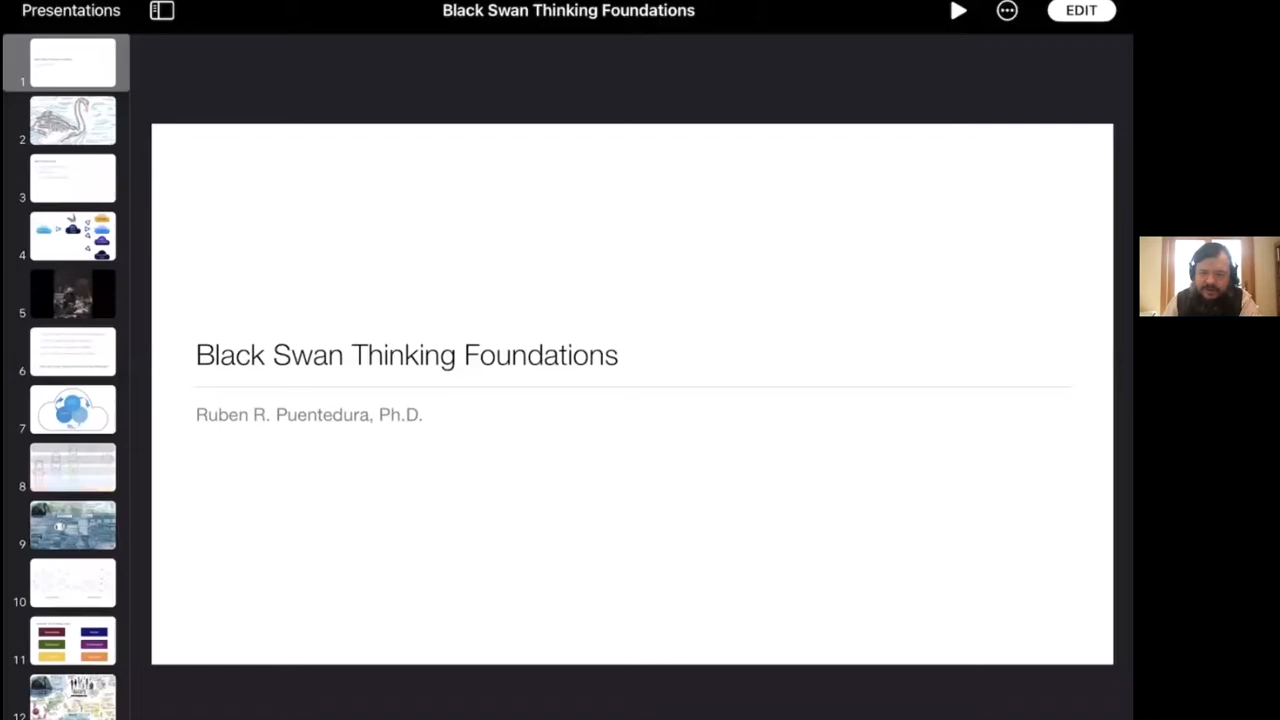 Presentations
Black Swan Thinking Foundations
EDIT
1
2
3
4
5
6
7
8
9
10
11
12
Black Swan Thinking Foundations
Ruben R. Puentedura, Ph.D.